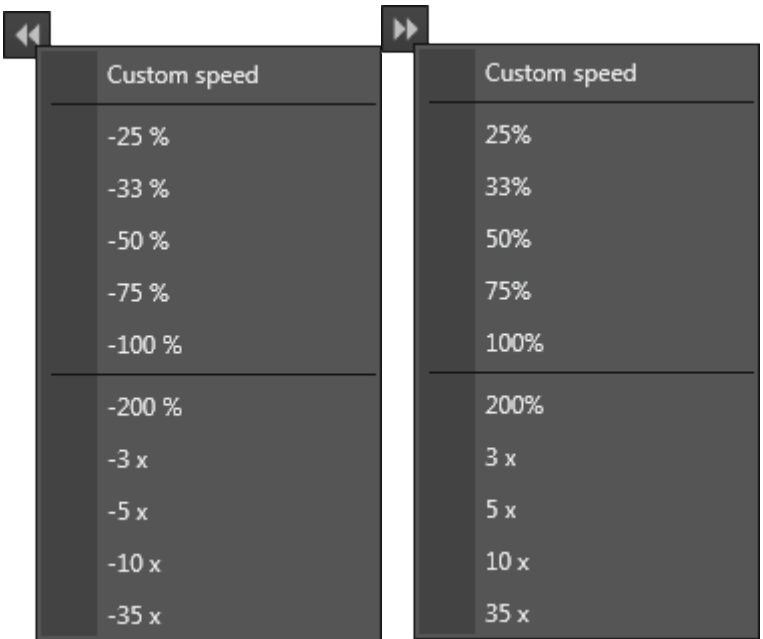 Custom speed
-25 %
-33 %
-50 %
-75 %
-100 %
-200 %
-3 x
-5 x
-10 x
-35 x
Custom speed
25%
33%
50%
75%
100%
200%
3 x
5 x
10 x
35 x